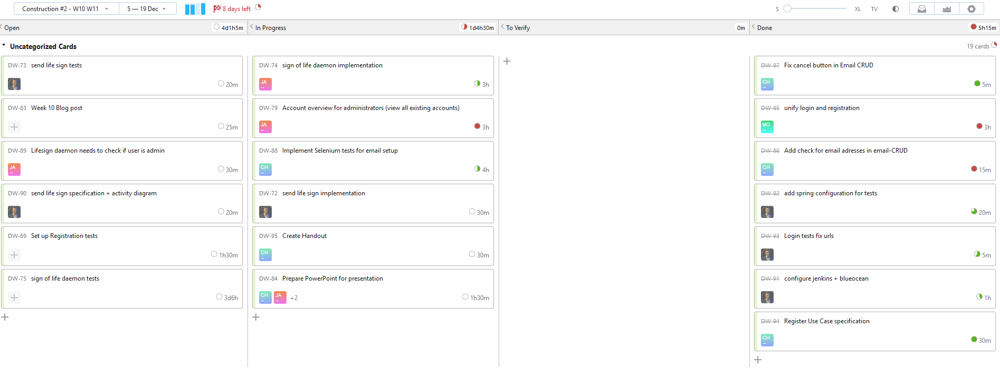 Construction #2 - W10 W11 5 — 19 Dec 8 days left S XL TV
Open 4d1h5m In Progress 1d4h30m To Verify 0m Done 5h15m
Uncategorized Cards 19 cards
DW-73 send life sign tests
20m
DW-83 Week 10 Blog post
25m
DW-89 Lifesign daemon needs to check if user is admin
JA 30m
DW-90 send life sign specification + activity diagram
20m
DW-69 Set up Registration tests
1h30m
DW-75 sign of life daemon tests
3d6h
DW-74 sign of life daemon implementation
JA 3h
DW-79 Account overview for administrators (view all existing accounts)
JA 3h
DW-88 Implement Selenium tests for email setup
CH 4h
DW-72 send life sign implementation
30m
DW-95 Create Handout
CH 30m
DW-84 Prepare PowerPoint for presentation
CH JA +2 1h30m
DW-87 Fix cancel button in Email CRUD
CH 5m
DW-85 unify login and registration
MO 3h
DW-86 Add check for email adresses in email-CRUD
CH 15m
DW-82 add spring configuration for tests
20m
DW-93 Login tests fix urls
5m
DW-91 configure jenkins + blueocean
1h
DW-94 Register Use Case specification
CH 30m